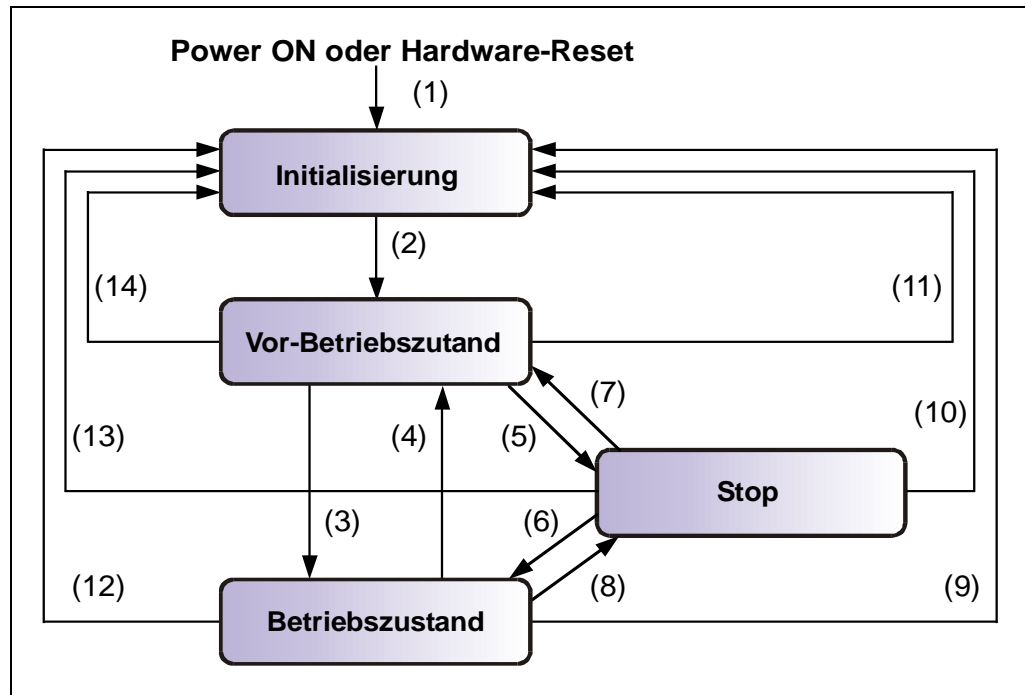 Power ON oder Hardware-Reset
(1)
Initialisierung
(2)
(14)
(11)
Vor-Betriebszutand
(7)
(10)
(13)
(4)
(5)
Stop
(3)
(6)
(12)
(8)
(9)
Betriebszustand